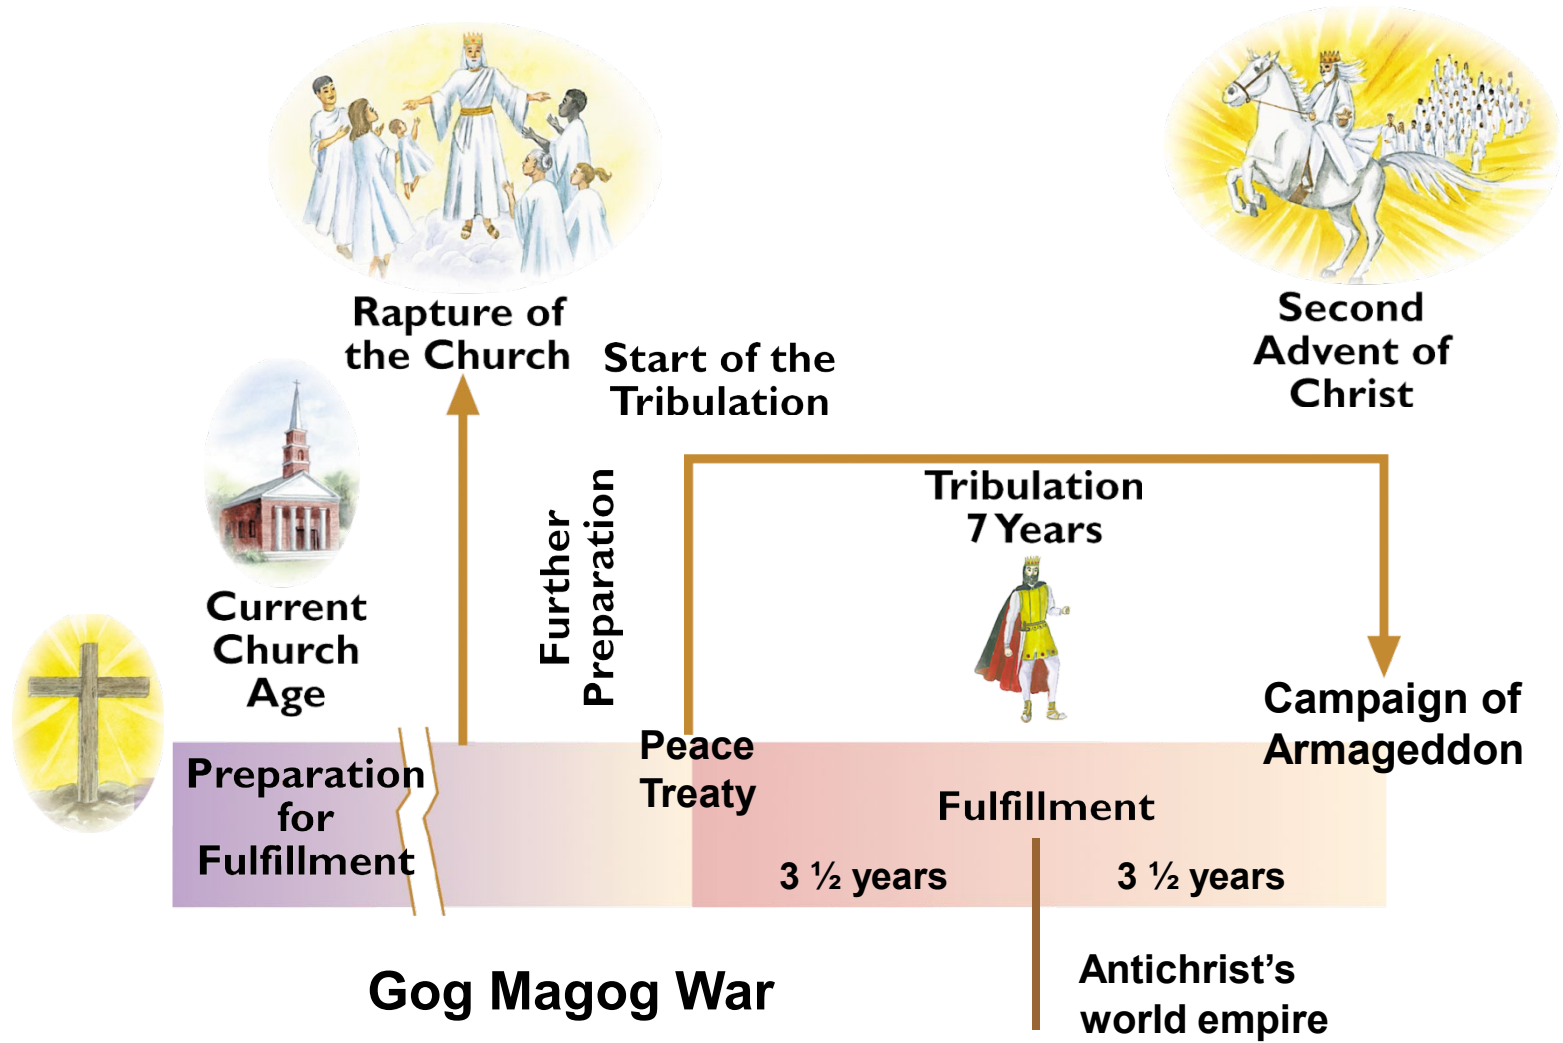 Rapture of
the Church
Start of the
Tribulation
Second
Advent of
Christ
Current
Church
Age
Further
Preparation
Tribulation
7 Years
Campaign of
Armageddon
Preparation
for
Fulfillment
Peace
Treaty
Fulfillment
3 ½ years
3 ½ years
Gog Magog War
Antichrist’s
world empire